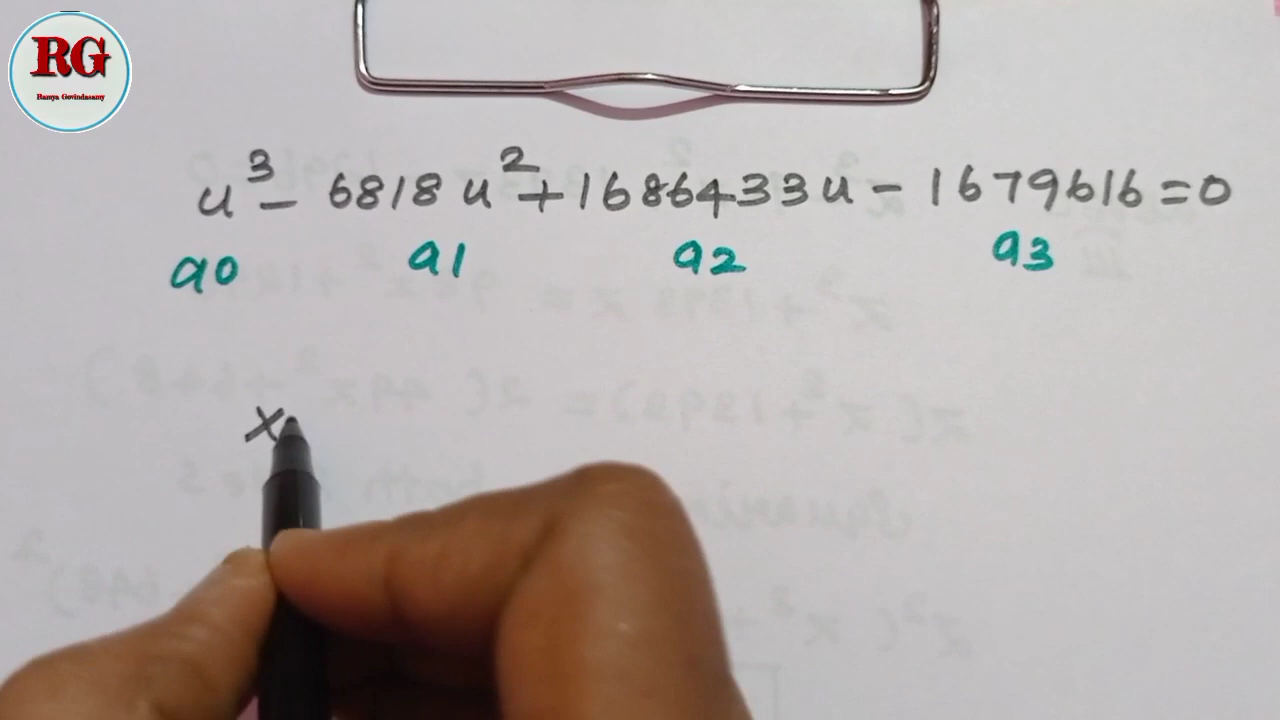 RG
Ramya Govindasamy
u³ - 6818 u² + 1686433 u - 1679616 = 0
a0 a1 a2 a3
x